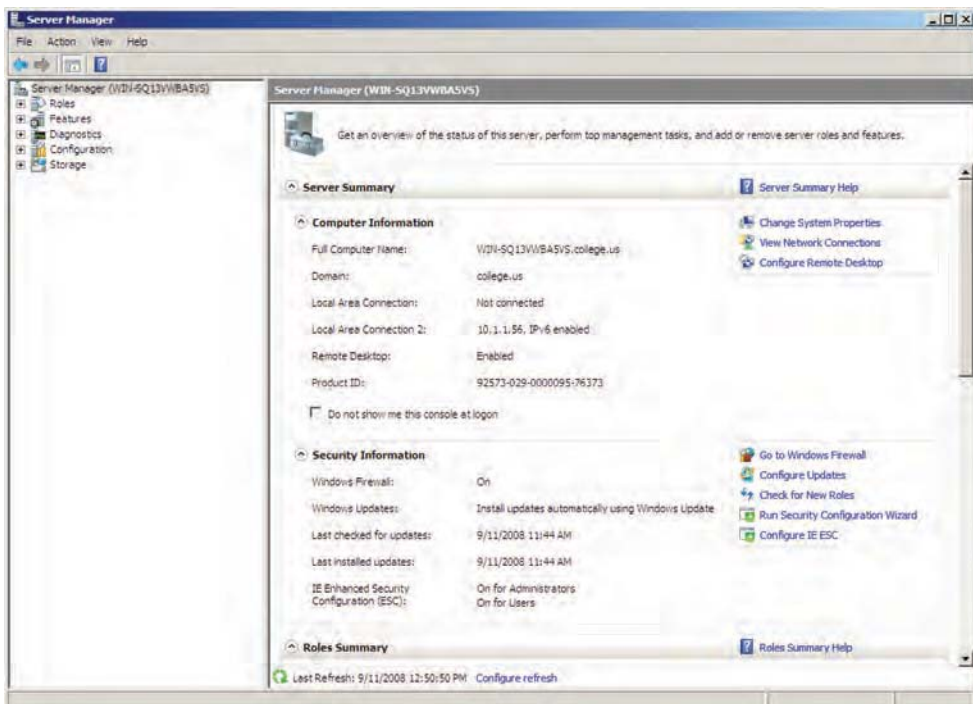 Server Manager
File Action View Help
Server Manager (WIN-SQ13VWBA5VS)
Roles
Features
Diagnostics
Configuration
Storage
Server Manager (WIN-SQ13VWBA5VS)
Get an overview of the status of this server, perform top management tasks, and add or remove server roles and features.
Server Summary
Server Summary Help
Computer Information
Change System Properties
View Network Connections
Configure Remote Desktop
Full Computer Name: WIN-SQ13VWBA5VS.college.us
Domain: college.us
Local Area Connection: Not connected
Local Area Connection 2: 10.1.1.56, IPv6 enabled
Remote Desktop: Enabled
Product ID: 92573-029-0000095-76373
Do not show me this console at logon
Security Information
Go to Windows Firewall
Configure Updates
Check for New Roles
Run Security Configuration Wizard
Configure IE ESC
Windows Firewall: On
Windows Updates: Install updates automatically using Windows Update
Last checked for updates: 9/11/2008 11:44 AM
Last installed updates: 9/11/2008 11:44 AM
IE Enhanced Security Configuration (ESC): On for Administrators
On for Users
Roles Summary
Roles Summary Help
Last Refresh: 9/11/2008 12:50:50 PM Configure refresh